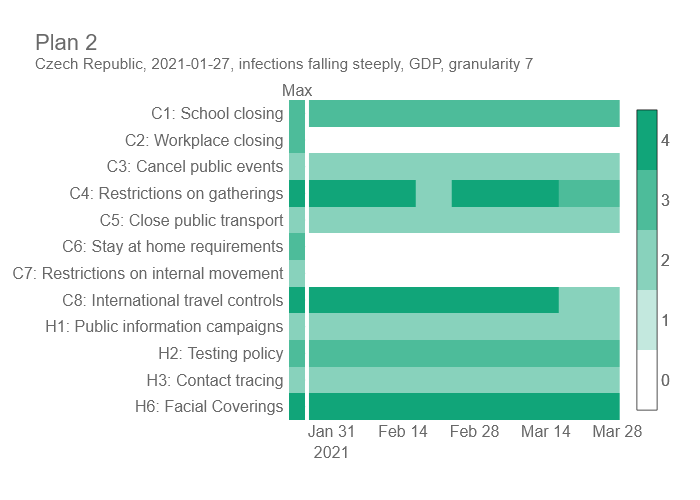 Plan 2
Czech Republic, 2021-01-27, infections falling steeply, GDP, granularity 7
Max
C1: School closing
C2: Workplace closing
C3: Cancel public events
C4: Restrictions on gatherings
C5: Close public transport
C6: Stay at home requirements
C7: Restrictions on internal movement
C8: International travel controls
H1: Public information campaigns
H2: Testing policy
H3: Contact tracing
H6: Facial Coverings
Jan 31 Feb 14 Feb 28 Mar 14 Mar 28
2021
4
3
2
1
0